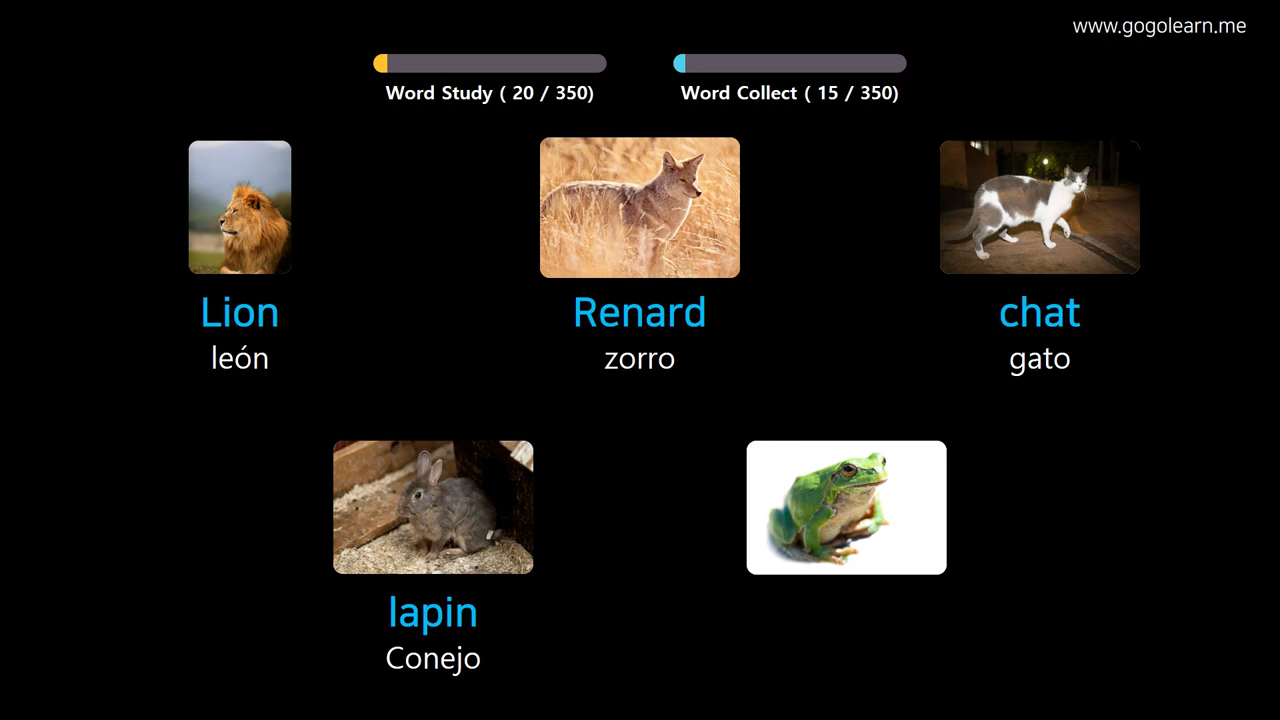 www.gogolearn.me
Word Study ( 20 / 350)
Word Collect ( 15 / 350)
Lion
león
Renard
zorro
chat
gato
lapin
Conejo